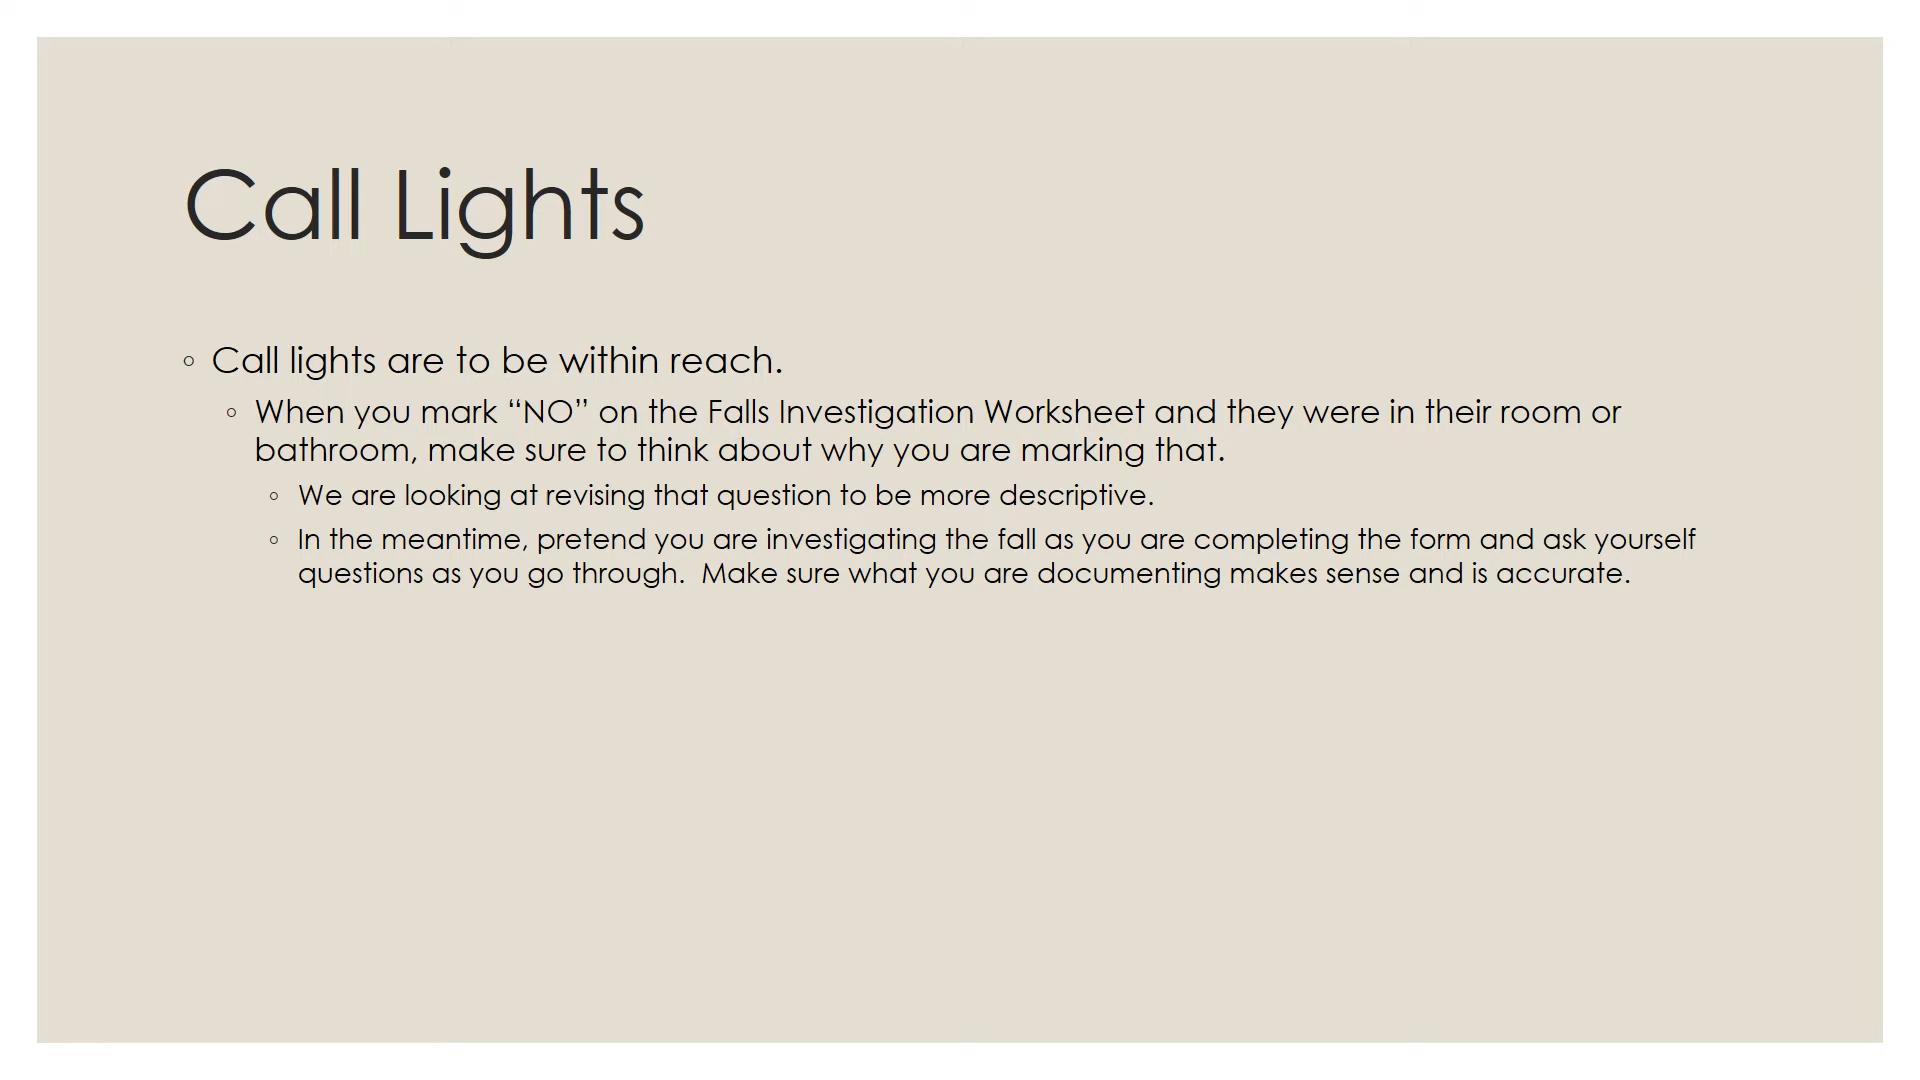 Call Lights
◦ Call lights are to be within reach.
◦ When you mark “NO” on the Falls Investigation Worksheet and they were in their room or
bathroom, make sure to think about why you are marking that.
◦ We are looking at revising that question to be more descriptive.
◦ In the meantime, pretend you are investigating the fall as you are completing the form and ask yourself
questions as you go through.  Make sure what you are documenting makes sense and is accurate.